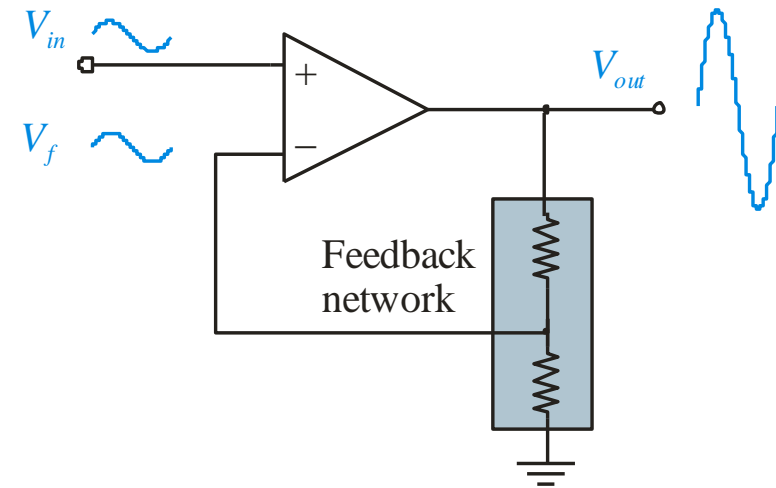 V_in
+
V_out
V_f
−
Feedback
network